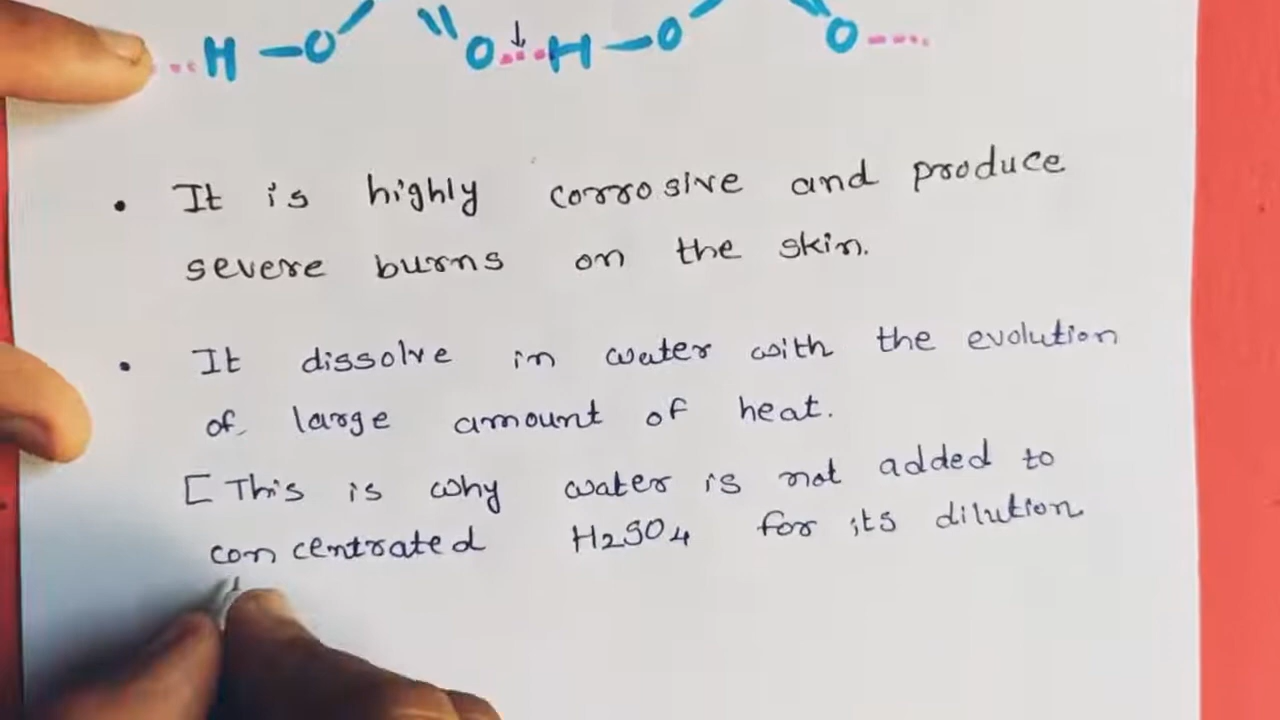 H – O O H – O O
• It is highly corrosive and produce
severe burns on the skin.
• It dissolve in water with the evolution
of large amount of heat.
[ This is why water is not added to
concentrated H2SO4 for its dilution